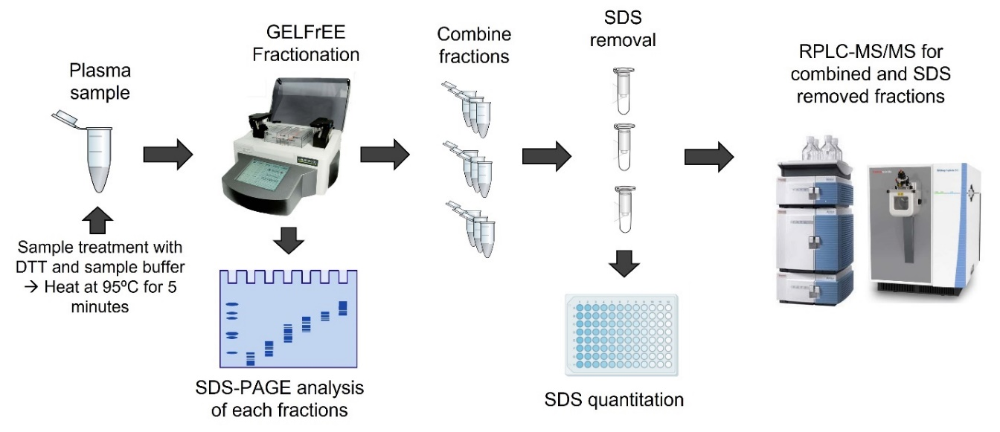 Plasma
sample
GELFrEE
Fractionation
Combine
fractions
SDS
removal
RPLC-MS/MS for
combined and SDS
removed fractions
Sample treatment with
DTT and sample buffer
→ Heat at 95ºC for 5
minutes
SDS-PAGE analysis
of each fractions
SDS quantitation